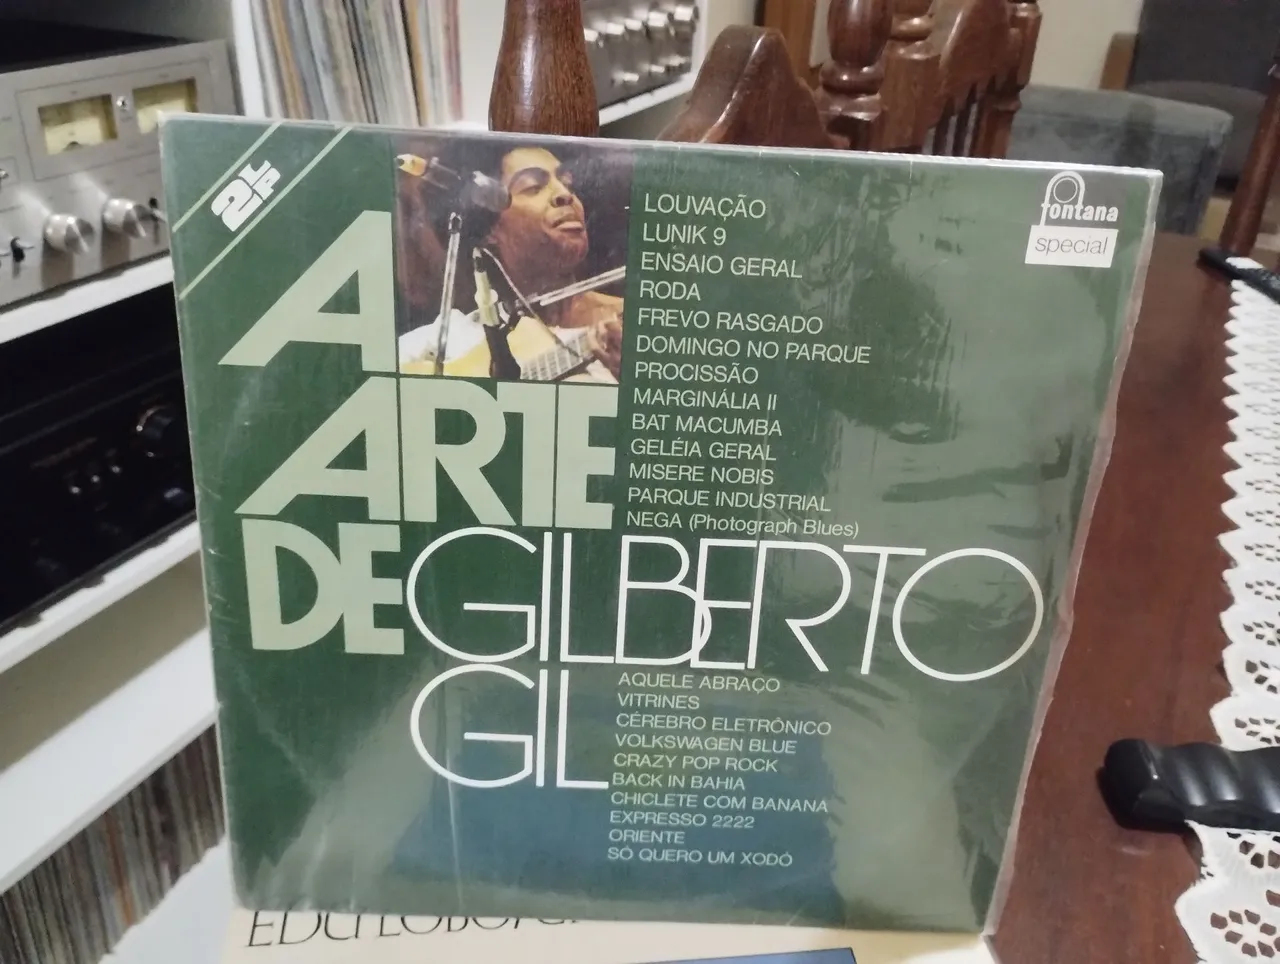 2LP
fontana
special
LOUVAÇÃO
LUNIK 9
ENSAIO GERAL
RODA
FREVO RASGADO
DOMINGO NO PARQUE
PROCISSÃO
MARGINÁLIA II
BAT MACUMBA
GELÉIA GERAL
MISERE NOBIS
PARQUE INDUSTRIAL
NEGA (Photograph Blues)
A
ARTE
DE GILBERTO
GIL
AQUELE ABRAÇO
VITRINES
CÉREBRO ELETRÔNICO
VOLKSWAGEN BLUE
CRAZY POP ROCK
BACK IN BAHIA
CHICLETE COM BANANA
EXPRESSO 2222
ORIENTE
SÓ QUERO UM XODÓ
EDU LOBO